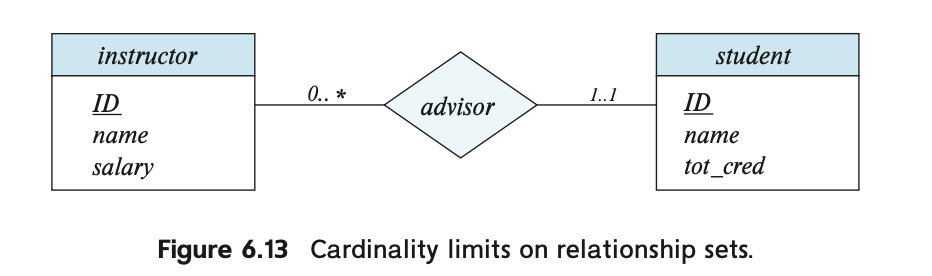 instructor
ID
name
salary
0..*
advisor
1..1
student
ID
name
tot_cred
Figure 6.13 Cardinality limits on relationship sets.